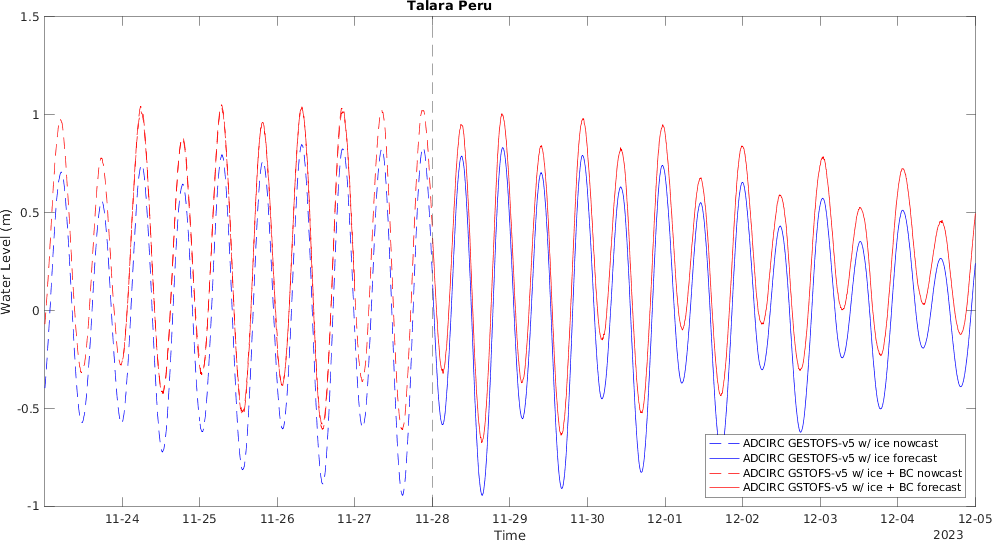 Talara Peru
1.5
1
0.5
0
-0.5
-1
Water Level (m)
11-24 11-25 11-26 11-27 11-28 11-29 11-30 12-01 12-02 12-03 12-04 12-05
Time
2023
ADCIRC GESTOFS-v5 w/ ice nowcast
ADCIRC GESTOFS-v5 w/ ice forecast
ADCIRC GSTOFS-v5 w/ ice + BC nowcast
ADCIRC GSTOFS-v5 w/ ice + BC forecast